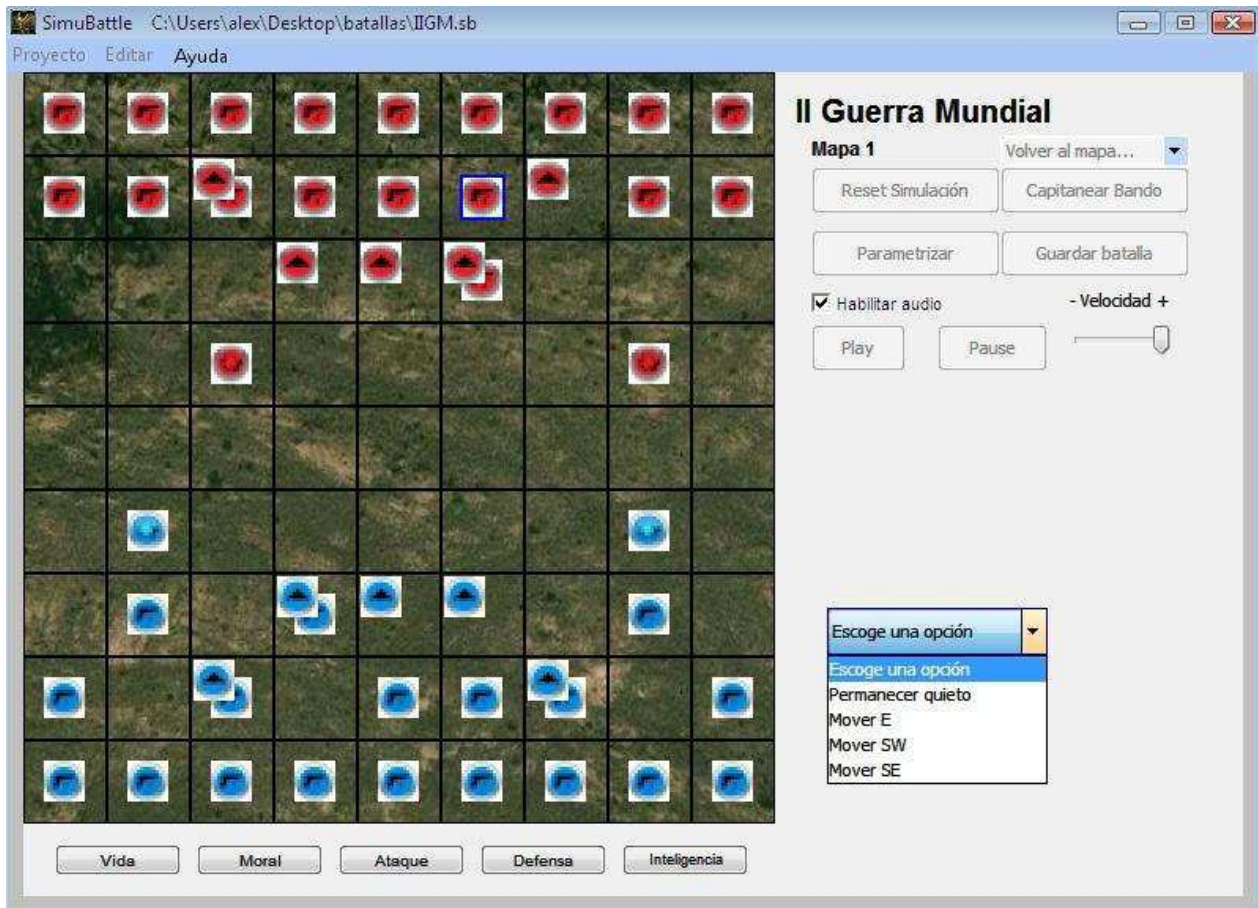 SimuBattle C:\Users\alex\Desktop\batallas\IIGM.sb
Proyecto Editar Ayuda
II Guerra Mundial
Mapa 1 Volver al mapa...
Reset Simulación Capitanear Bando
Parametrizar Guardar batalla
Habilitar audio - Velocidad +
Play Pause
Escoge una opción
Escoge una opción
Permanecer quieto
Mover E
Mover SW
Mover SE
Vida Moral Ataque Defensa Inteligencia